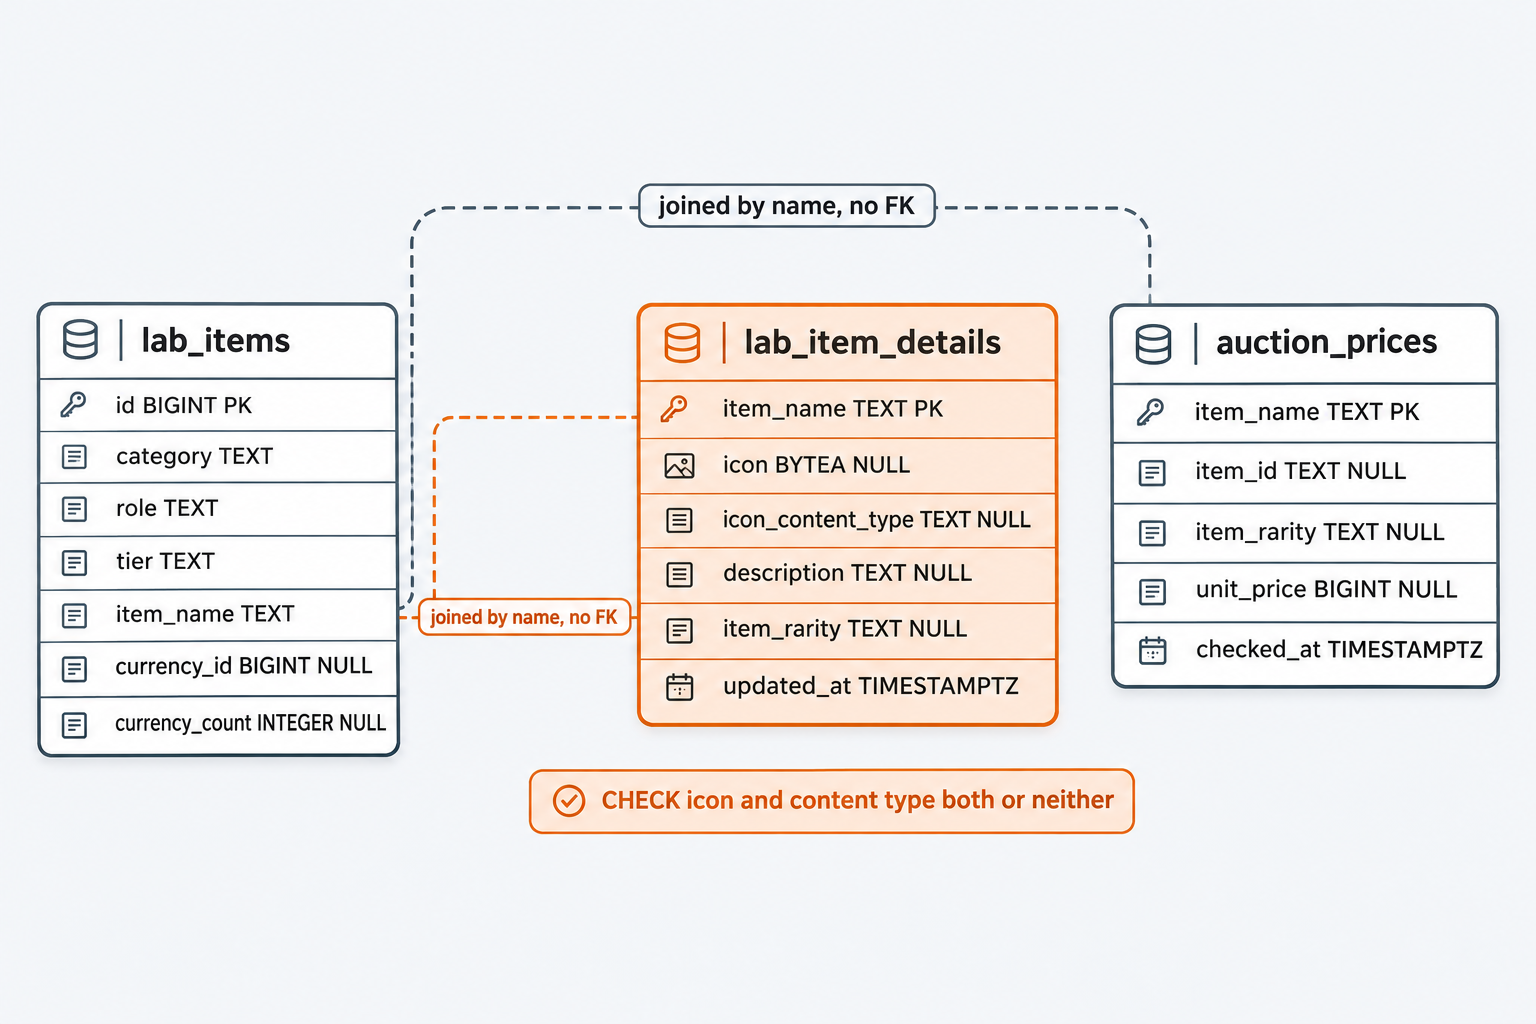 joined by name, no FK
lab_items
id BIGINT PK
category TEXT
role TEXT
tier TEXT
item_name TEXT
currency_id BIGINT NULL
currency_count INTEGER NULL
joined by name, no FK
lab_item_details
item_name TEXT PK
icon BYTEA NULL
icon_content_type TEXT NULL
description TEXT NULL
item_rarity TEXT NULL
updated_at TIMESTAMPTZ
auction_prices
item_name TEXT PK
item_id TEXT NULL
item_rarity TEXT NULL
unit_price BIGINT NULL
checked_at TIMESTAMPTZ
CHECK icon and content type both or neither